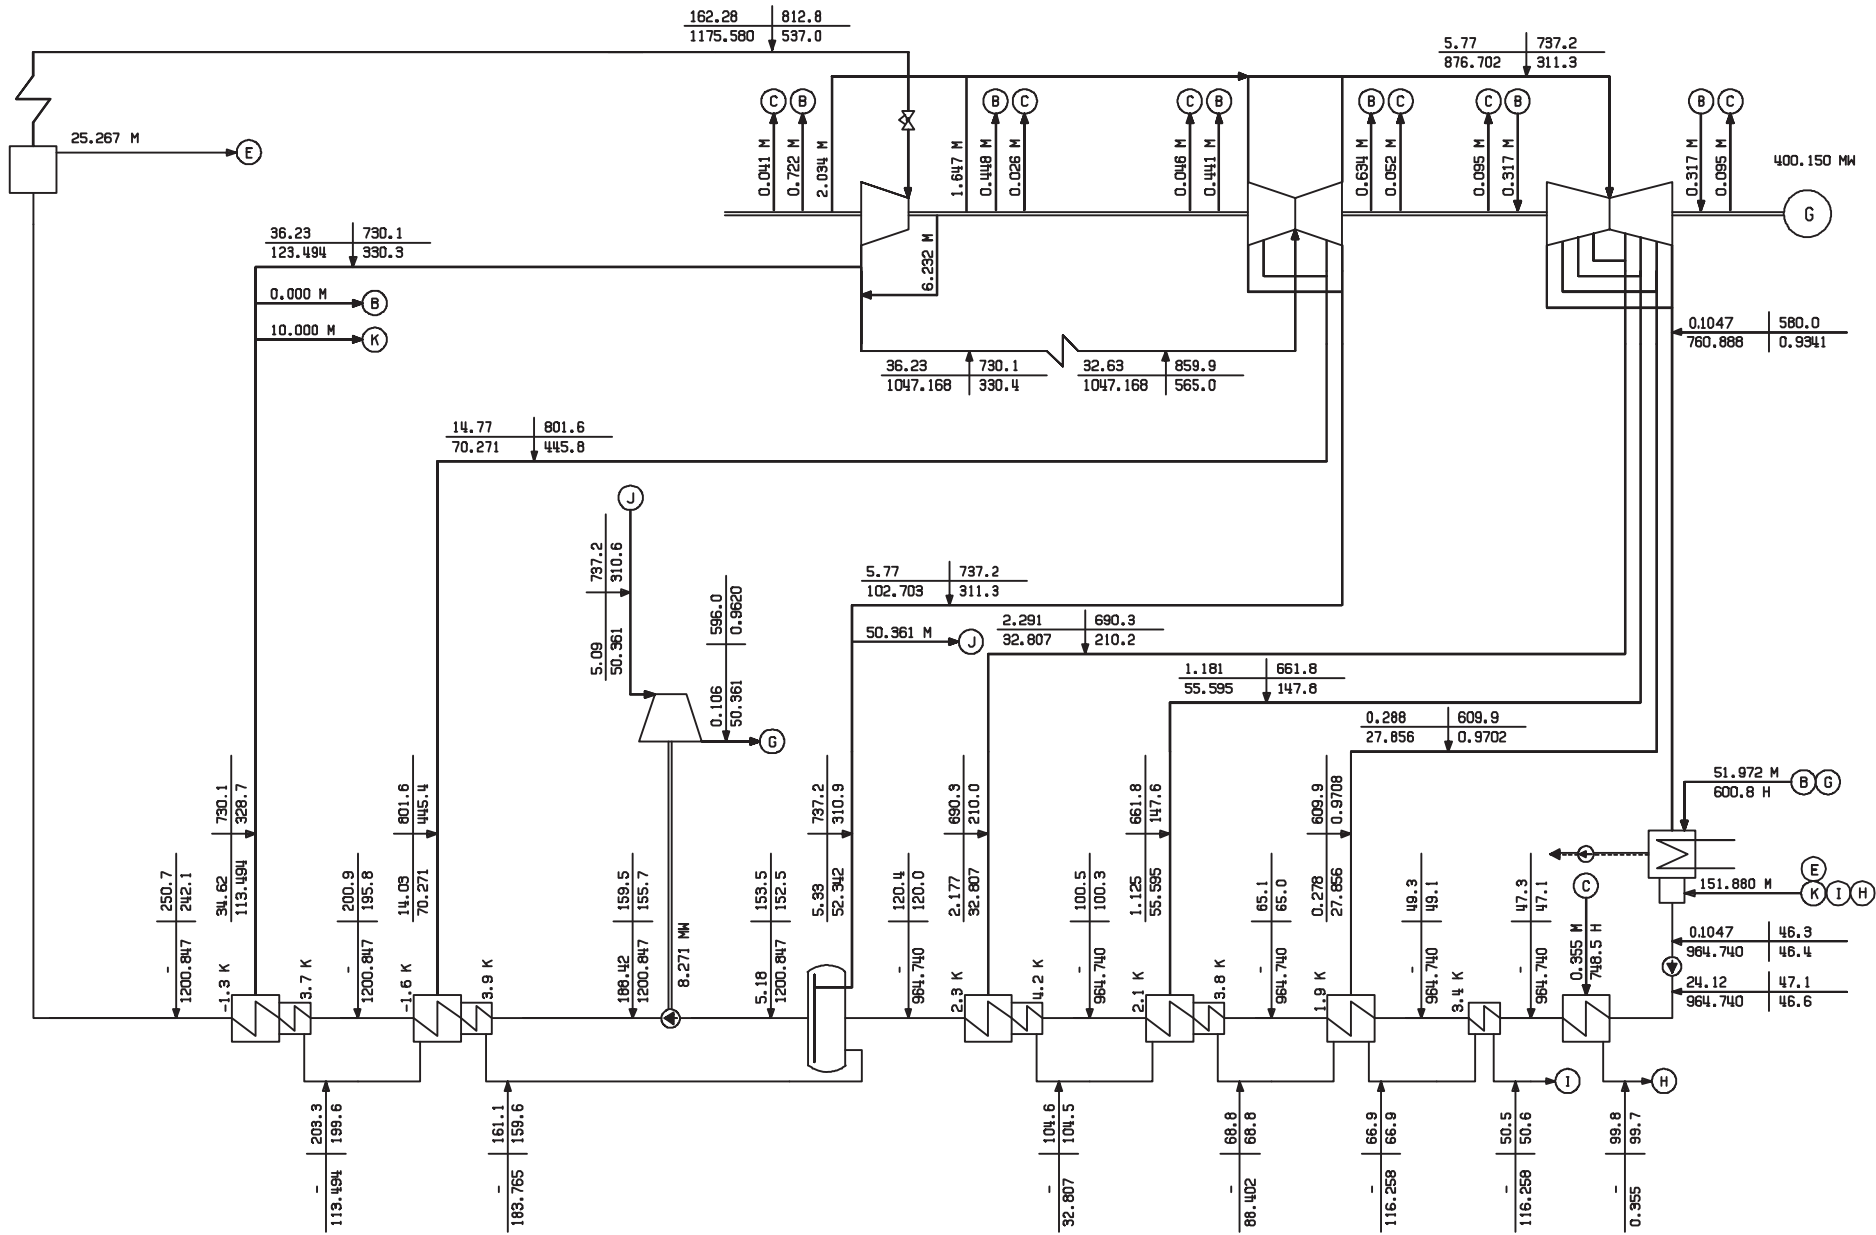 162.28 812.8
1175.580 537.0
5.77 737.2
876.702 311.3
25.267 M
E
C B
B C
C B
B C
C B
B C
0.041 M
0.722 M
2.034 M
1.647 M
0.448 M
0.026 M
0.046 M
0.441 M
0.634 M
0.052 M
0.095 M
0.317 M
0.317 M
0.095 M
400.150 MW
G
36.23 730.1
123.494 330.3
6.232 M
0.000 M
B
10.000 M
K
0.1047 580.0
760.888 0.9341
36.23 730.1
1047.168 330.4
32.63 859.9
1047.168 565.0
14.77 801.6
70.271 445.8
J
737.2
310.6
5.09
50.361
596.0
0.9620
0.106
50.361
G
5.77 737.2
102.703 311.3
50.361 M
J
2.291 690.3
32.807 210.2
1.181 661.8
55.595 147.8
0.288 609.9
27.856 0.9702
730.1
328.7
34.62
113.494
801.6
445.4
14.03
70.271
737.2
310.9
5.33
52.342
690.3
210.0
2.177
32.807
661.8
147.6
1.125
55.595
609.9
0.9708
0.278
27.856
51.972 M
600.8 H
B G
E
151.880 M
K I H
C
0.355 M
748.5 H
250.7
242.1
-
1200.847
200.9
195.8
-
1200.847
159.5
155.7
188.42
1200.847
8.271 MW
153.5
152.5
5.18
1200.847
120.4
120.0
-
964.740
100.5
100.3
-
964.740
65.1
65.0
-
964.740
49.3
49.1
-
964.740
47.3
47.1
-
964.740
0.1047 46.3
964.740 46.4
24.12 47.1
964.740 46.6
-1.3 K
3.7 K
-1.6 K
3.9 K
2.3 K
4.2 K
2.1 K
3.8 K
1.9 K
3.4 K
I
H
203.3
199.6
-
113.494
161.1
159.6
-
183.765
104.6
104.5
-
32.807
68.8
68.8
-
88.402
66.9
66.9
-
116.258
50.5
50.6
-
116.258
99.8
99.7
-
0.355